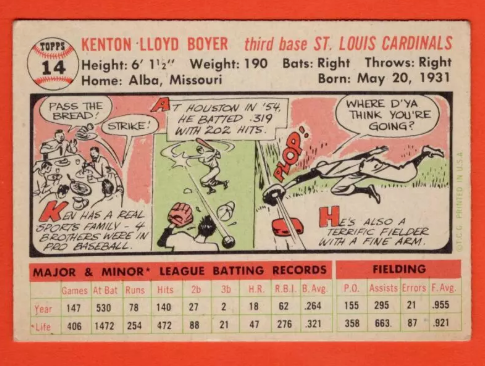 TOPPS
14
KENTON LLOYD BOYER third base ST. LOUIS CARDINALS
Height: 6' 1½" Weight: 190 Bats: Right Throws: Right
Home: Alba, Missouri Born: May 20, 1931
PASS THE
BREAD!
STRIKE!
KEN HAS A REAL
SPORTS FAMILY - 4
BROTHERS WERE IN
PRO BASEBALL.
AT HOUSTON IN '54,
HE BATTED .319
WITH 202 HITS.
WHERE D'YA
THINK YOU'RE
GOING?
PLOP!
HE'S ALSO A
TERRIFIC FIELDER
WITH A FINE ARM.
T.C.G. PRINTED IN U.S.A.
MAJOR & MINOR* LEAGUE BATTING RECORDS FIELDING
Games At Bat Runs Hits 2b 3b H.R. R.B.I. B.Avg. P.O. Assists Errors F.Avg.
Year 147 530 78 140 27 2 18 62 .264 155 295 21 .955
*Life 406 1472 254 472 88 21 47 276 .321 358 663 87 .921